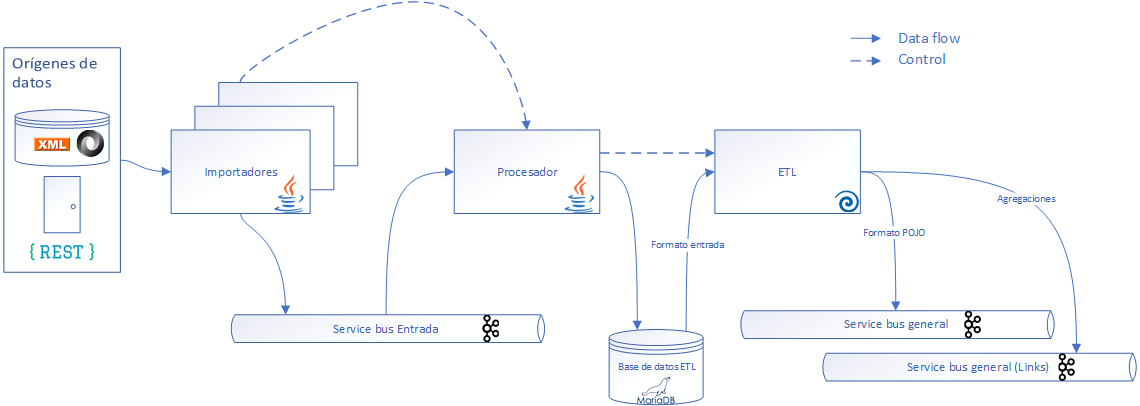 Orígenes de
datos
XML
{ REST }
Importadores
Service bus Entrada
Procesador
Base de datos ETL
MariaDB
Formato entrada
ETL
Data flow
Control
Formato POJO
Agregaciones
Service bus general
Service bus general (Links)